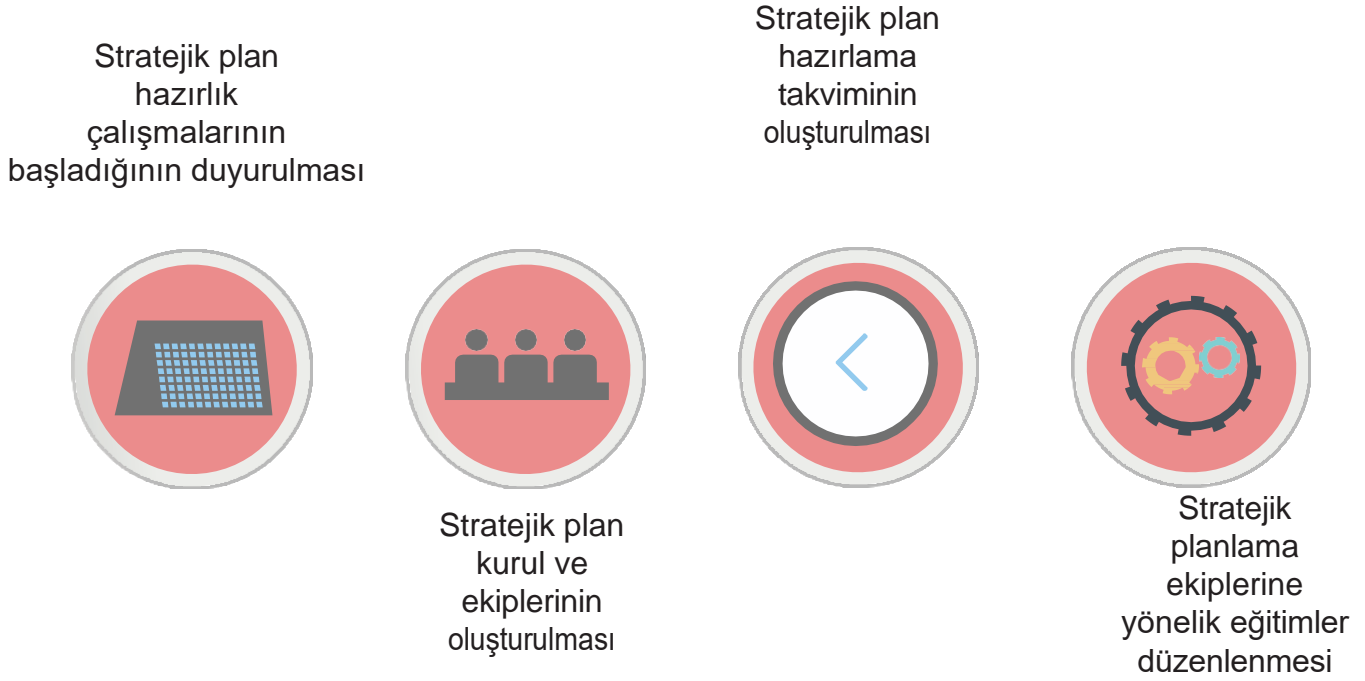 Stratejik plan
hazırlık
çalışmalarının
başladığının duyurulması
Stratejik plan
kurul ve
ekiplerinin
oluşturulması
Stratejik plan
hazırlama
takviminin
oluşturulması
Stratejik
planlama
ekiplerine
yönelik eğitimler
düzenlenmesi